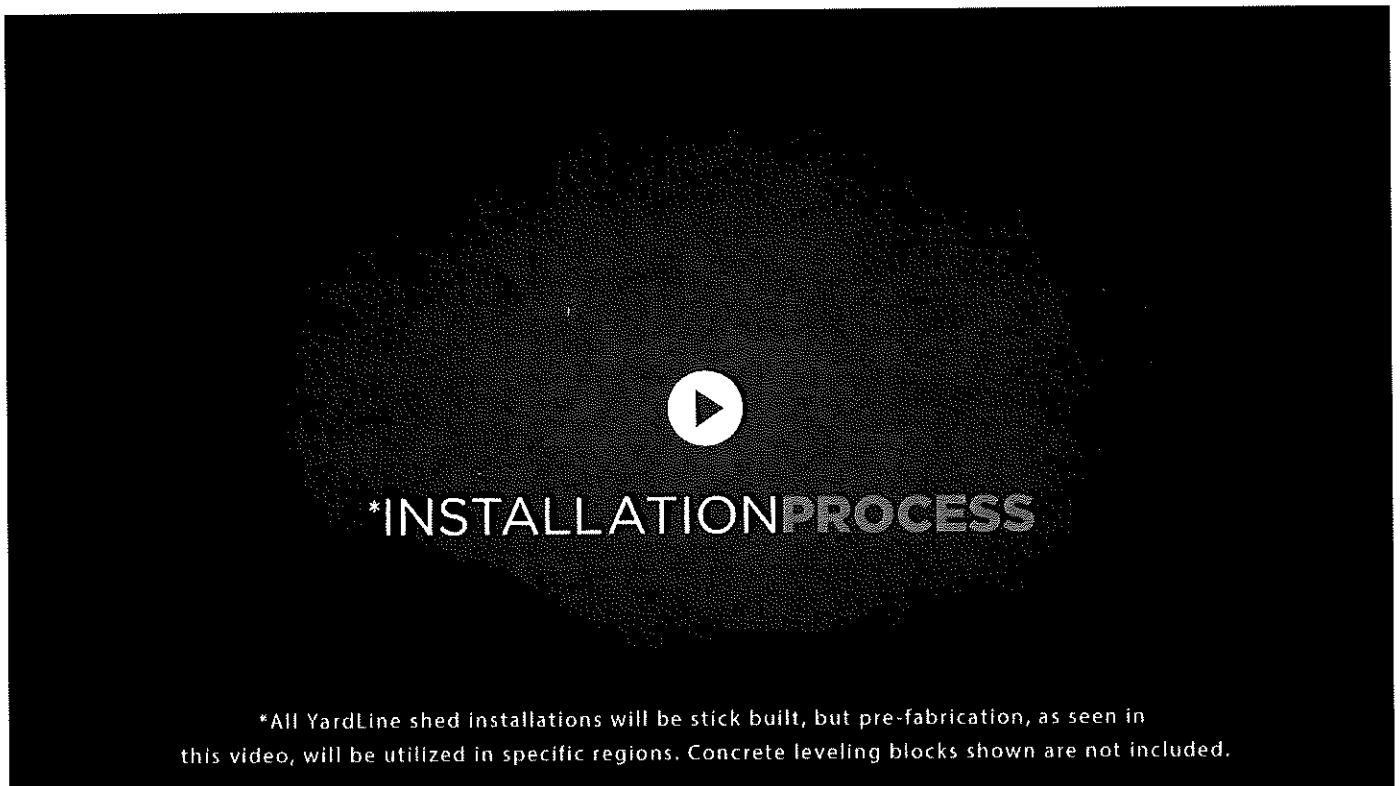 *INSTALLATIONPROCESS
*All YardLine shed installations will be stick built, but pre-fabrication, as seen in
this video, will be utilized in specific regions. Concrete leveling blocks shown are not included.